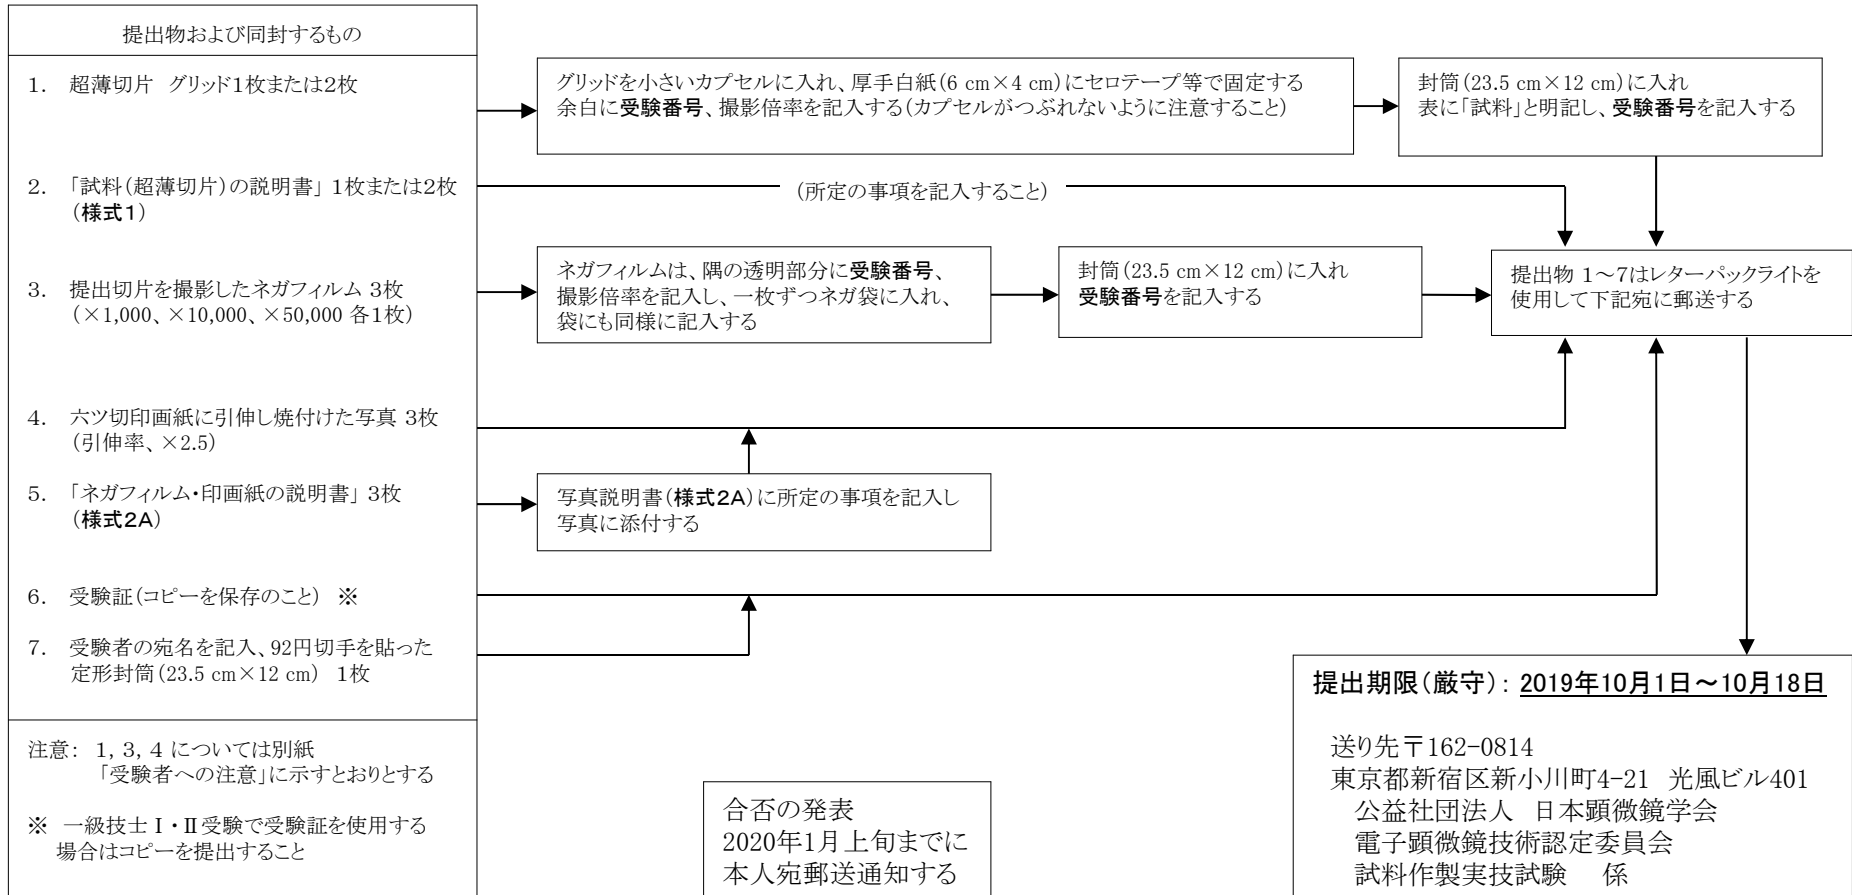 提出物および同封するもの
1. 超薄切片 グリッド1枚または2枚
グリッドを小さいカプセルに入れ、厚手白紙(6 cm×4 cm)にセロテープ等で固定する
余白に受験番号、撮影倍率を記入する(カプセルがつぶれないように注意すること)
封筒(23.5 cm×12 cm)に入れ
表に「試料」と明記し、受験番号を記入する
2. 「試料(超薄切片)の説明書」 1枚または2枚
(様式1)
(所定の事項を記入すること)
3. 提出切片を撮影したネガフィルム 3枚
(×1,000、×10,000、×50,000 各1枚)
ネガフィルムは、隅の透明部分に受験番号、
撮影倍率を記入し、一枚ずつネガ袋に入れ、
袋にも同様に記入する
封筒(23.5 cm×12 cm)に入れ
受験番号を記入する
提出物 1~7はレターパックライトを
使用して下記宛に郵送する
4. 六ツ切印画紙に引伸し焼付けた写真 3枚
(引伸率、×2.5)
5. 「ネガフィルム・印画紙の説明書」 3枚
(様式2A)
写真説明書(様式2A)に所定の事項を記入し
写真に添付する
6. 受験証(コピーを保存のこと) ※
7. 受験者の宛名を記入、92円切手を貼った
定形封筒(23.5 cm×12 cm) 1枚
注意: 1, 3, 4 については別紙
「受験者への注意」に示すとおりとする
※ 一級技士Ⅰ・Ⅱ受験で受験証を使用する
場合はコピーを提出すること
合否の発表
2020年1月上旬までに
本人宛郵送通知する
提出期限(厳守): 2019年10月1日~10月18日
送り先〒162-0814
東京都新宿区新小川町4-21 光風ビル401
公益社団法人 日本顕微鏡学会
電子顕微鏡技術認定委員会
試料作製実技試験 係